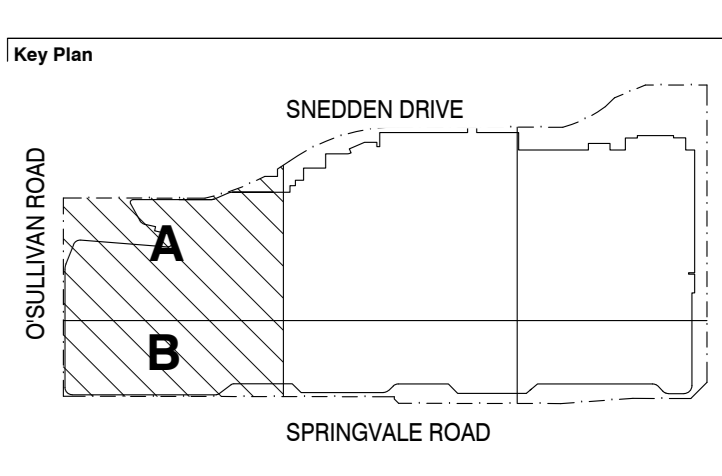 Key Plan
SNEDDEN DRIVE
O'SULLIVAN ROAD
A
B
SPRINGVALE ROAD